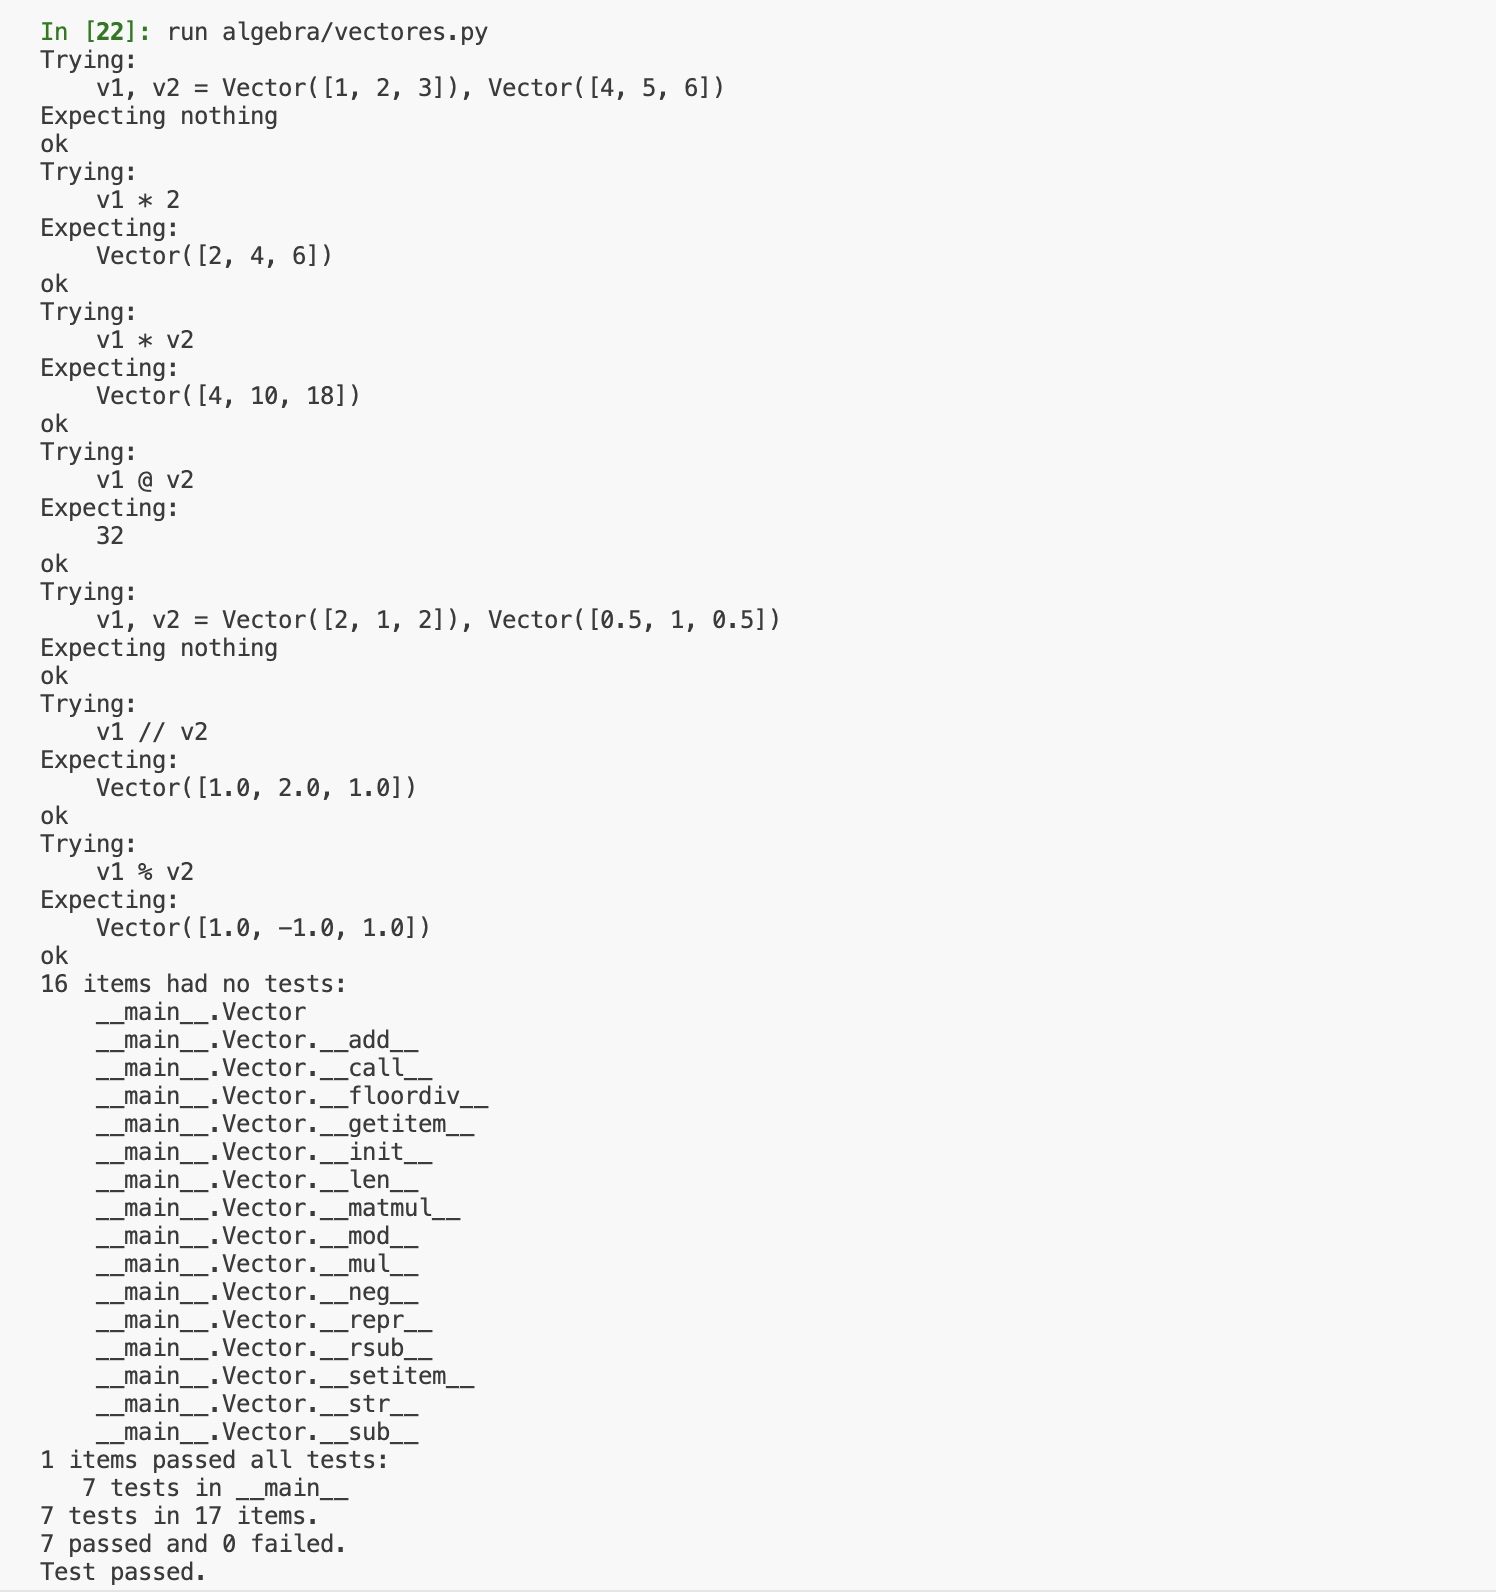 In [22]: run algebra/vectores.py
Trying:
    v1, v2 = Vector([1, 2, 3]), Vector([4, 5, 6])
Expecting nothing
ok
Trying:
    v1 * 2
Expecting:
    Vector([2, 4, 6])
ok
Trying:
    v1 * v2
Expecting:
    Vector([4, 10, 18])
ok
Trying:
    v1 @ v2
Expecting:
    32
ok
Trying:
    v1, v2 = Vector([2, 1, 2]), Vector([0.5, 1, 0.5])
Expecting nothing
ok
Trying:
    v1 // v2
Expecting:
    Vector([1.0, 2.0, 1.0])
ok
Trying:
    v1 % v2
Expecting:
    Vector([1.0, -1.0, 1.0])
ok
16 items had no tests:
    __main__.Vector
    __main__.Vector.__add__
    __main__.Vector.__call__
    __main__.Vector.__floordiv__
    __main__.Vector.__getitem__
    __main__.Vector.__init__
    __main__.Vector.__len__
    __main__.Vector.__matmul__
    __main__.Vector.__mod__
    __main__.Vector.__mul__
    __main__.Vector.__neg__
    __main__.Vector.__repr__
    __main__.Vector.__rsub__
    __main__.Vector.__setitem__
    __main__.Vector.__str__
    __main__.Vector.__sub__
1 items passed all tests:
   7 tests in __main__
7 tests in 17 items.
7 passed and 0 failed.
Test passed.